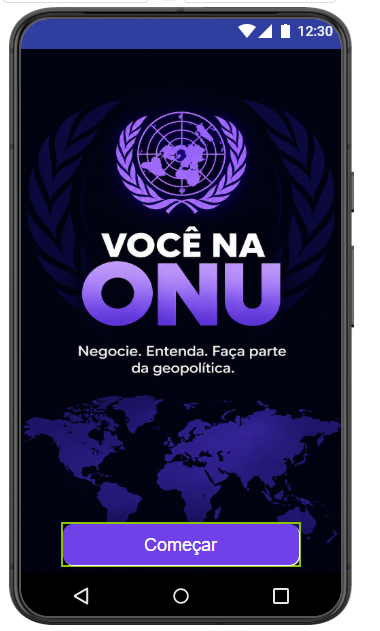 12:30
VOCÊ NA
ONU
Negocie. Entenda. Faça parte
da geopolítica.
Começar